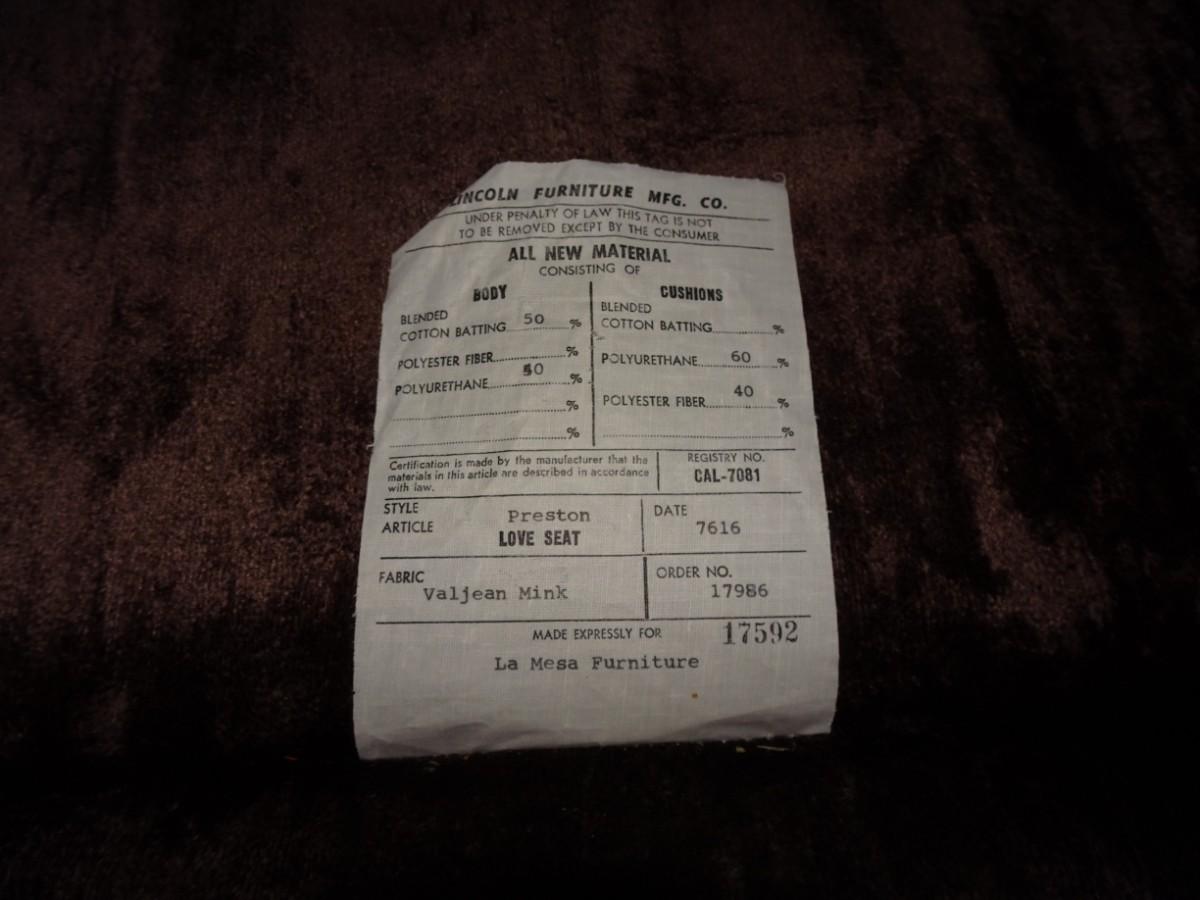 LINCOLN FURNITURE MFG. CO.
UNDER PENALTY OF LAW THIS TAG IS NOT
TO BE REMOVED EXCEPT BY THE CONSUMER
ALL NEW MATERIAL
CONSISTING OF
BODY
BLENDED
COTTON BATTING 50 %
POLYESTER FIBER %
POLYURETHANE 50 %
%
%
CUSHIONS
BLENDED
COTTON BATTING %
POLYURETHANE 60 %
POLYESTER FIBER 40 %
%
Certification is made by the manufacturer that the
materials in this article are described in accordance
with law.
REGISTRY NO.
CAL-7081
STYLE Preston
ARTICLE LOVE SEAT
DATE
7616
FABRIC
Valjean Mink
ORDER NO.
17986
MADE EXPRESSLY FOR 17592
La Mesa Furniture